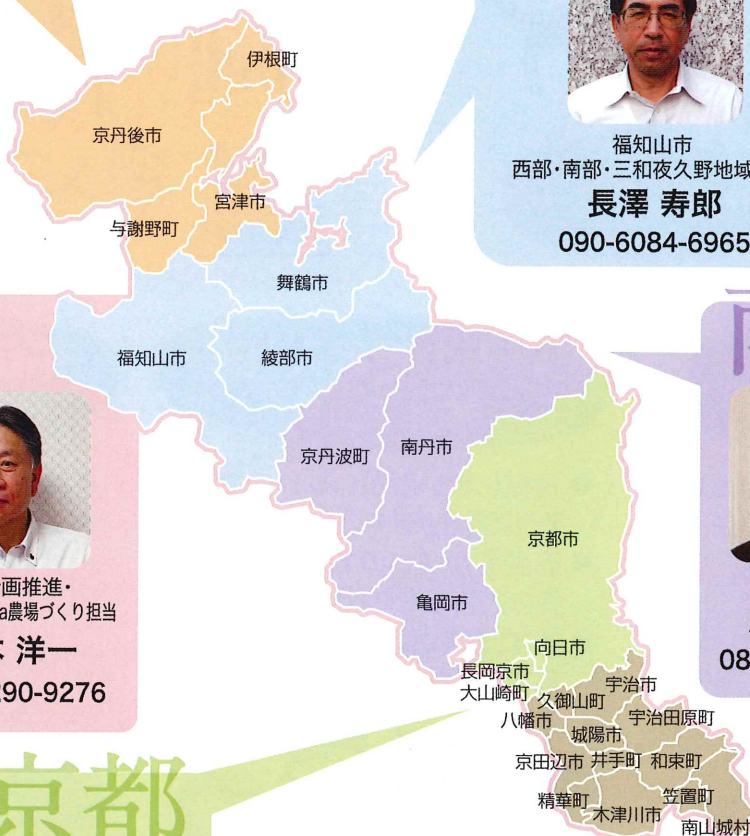 伊根町
京丹後市
宮津市
与謝野町
福知山市
西部・南部・三和夜久野地域
長澤 寿郎
090-6084-6965
舞鶴市
福知山市
綾部市
京丹波町
南丹市
京都市
亀岡市
画推進・
a農場づくり担当
洋一
290-9276
08
向日市
長岡京市
大山崎町
宇治市
久御山町
八幡市
宇治田原町
城陽市
京田辺市
井手町
和束町
精華町
笠置町
木津川市
南山城村
京都